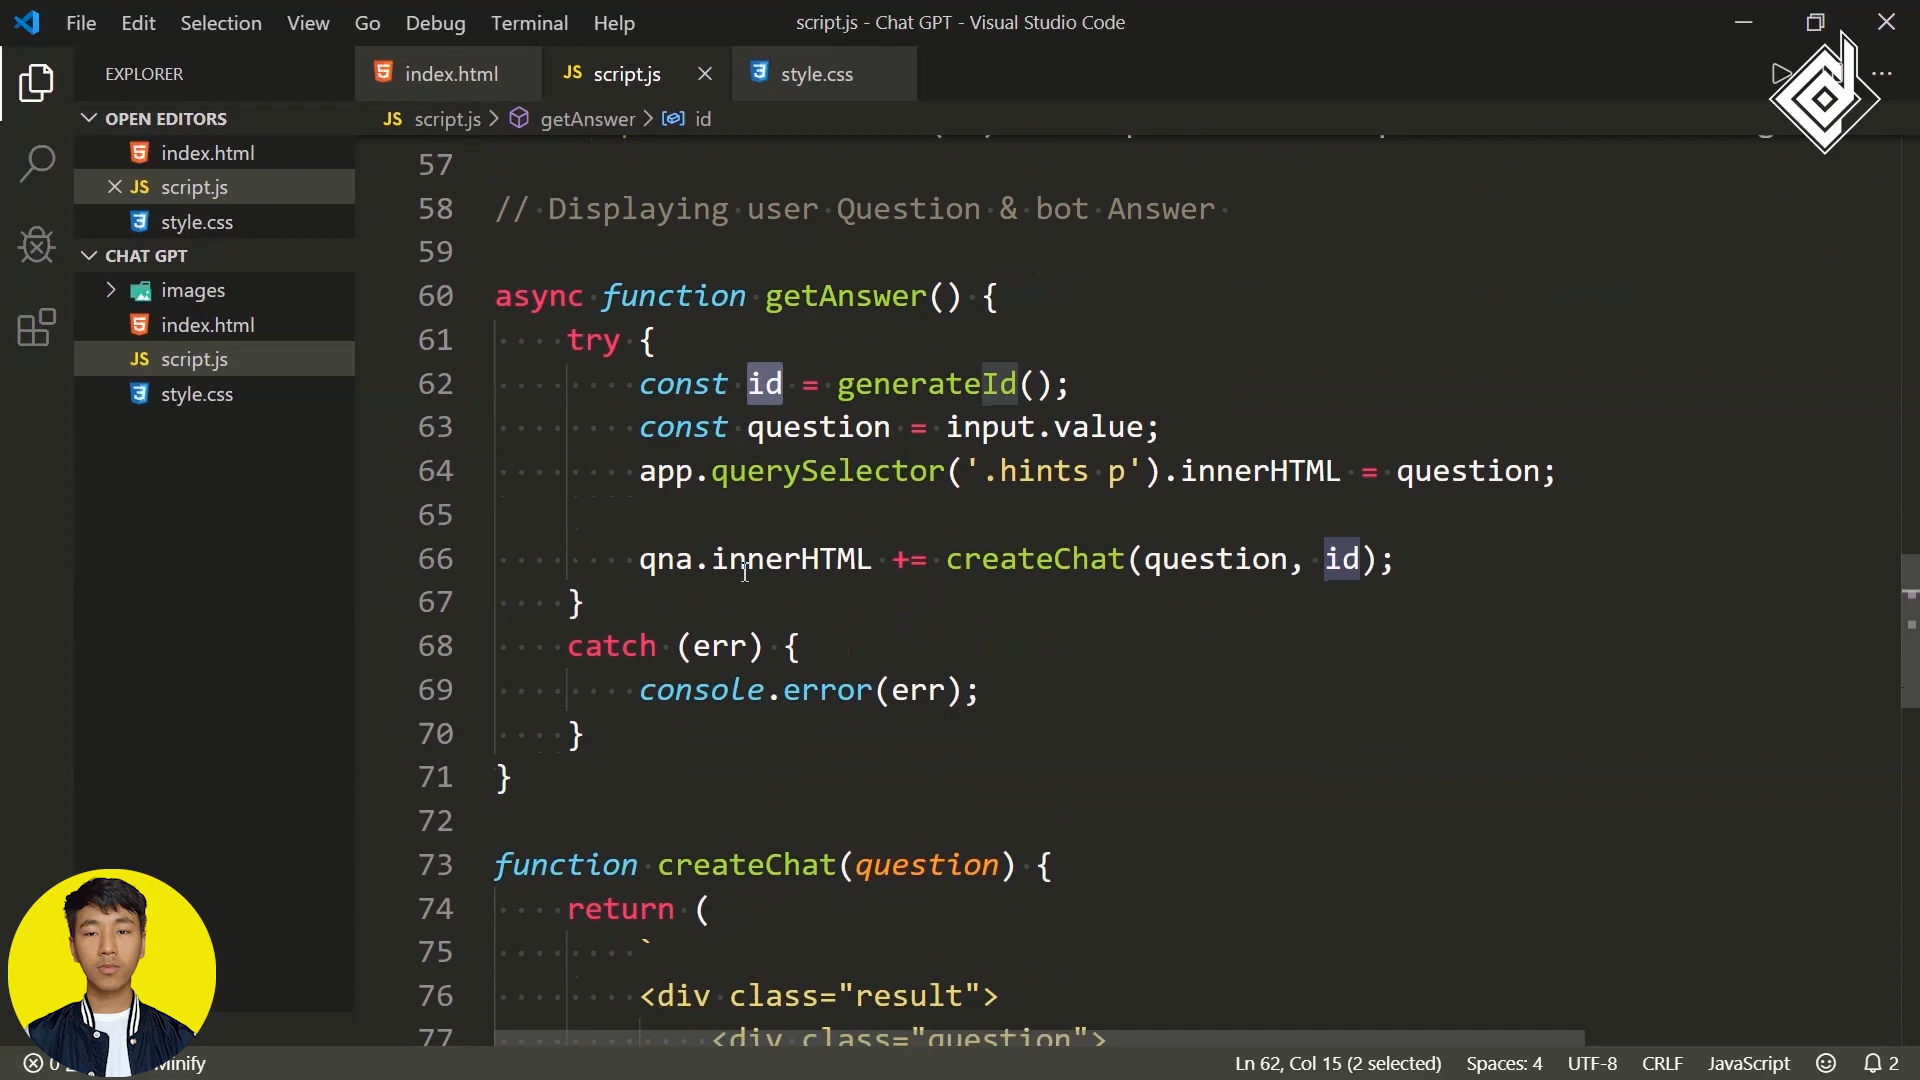 File Edit Selection View Go Debug Terminal Help
script.js - Chat GPT - Visual Studio Code
EXPLORER
OPEN EDITORS
index.html
JS script.js
style.css
CHAT GPT
images
index.html
JS script.js
style.css
index.html
JS script.js
style.css
JS script.js > getAnswer > id
57
58 // Displaying user Question & bot Answer
59
60 async function getAnswer() {
61 try {
62 const id = generateId();
63 const question = input.value;
64 app.querySelector('.hints p').innerHTML = question;
65
66 qna.innerHTML += createChat(question, id);
67 }
68 catch (err) {
69 console.error(err);
70 }
71 }
72
73 function createChat(question) {
74 return (
75 `
76 <div class="result">
77 <div class="question">
0
Minify
Ln 62, Col 15 (2 selected) Spaces: 4 UTF-8 CRLF JavaScript 2